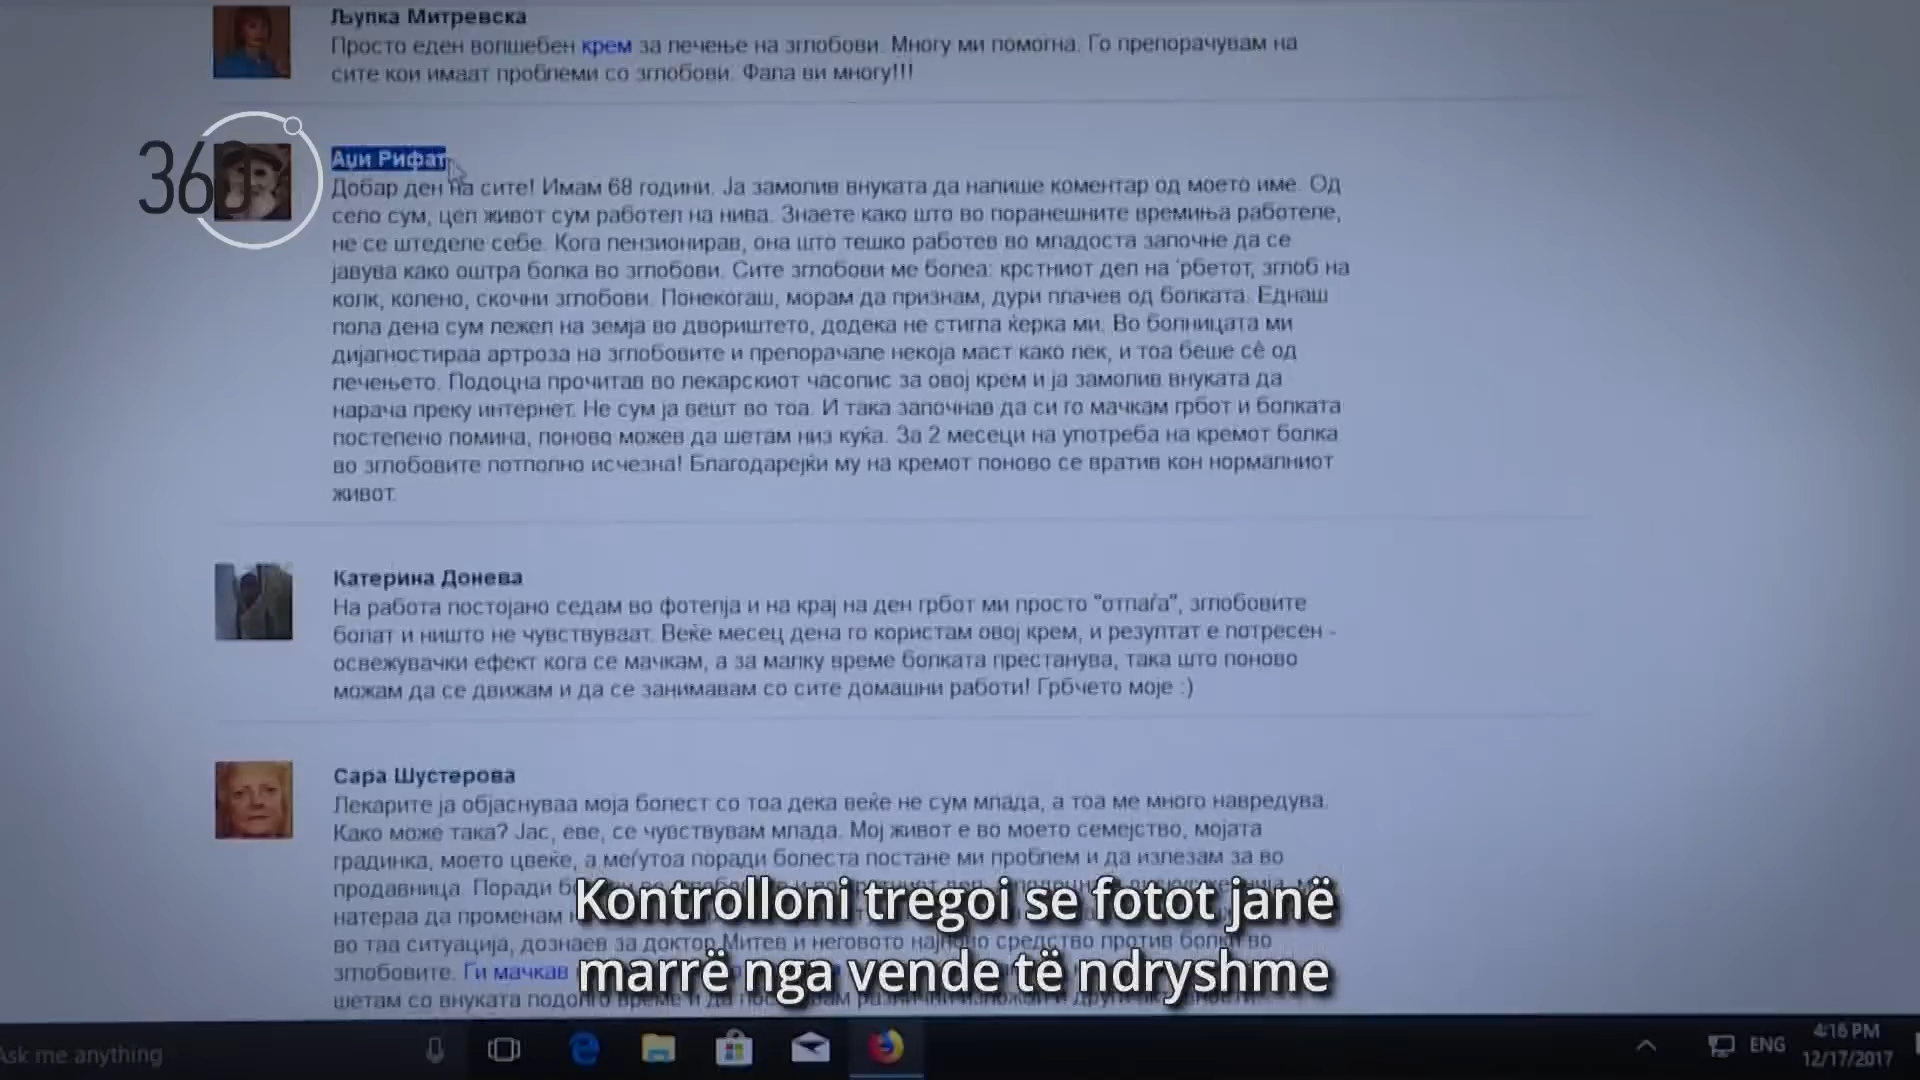 Љупка Митревска
Просто еден волшебен крем за лечење на зглобови. Многу ми помогна. Го препорачувам на
сите кои имаат проблеми со зглобови. Фала ви многу!!!
360
Аџи Рифат
Добар ден на сите! Имам 68 години. Ја замолив внуката да напише коментар од моето име. Од
село сум, цел живот сум работел на нива. Знаете како што во поранешните времиња работеле,
не се штеделе себе. Кога пензионирав, она што тешко работев во младоста започне да се
јавува како оштра болка во зглобови. Сите зглобови ме болеа: крстниот дел на 'рбетот, зглоб на
колк, колено, скочни зглобови. Понекогаш, морам да признам, дури плачев од болката. Еднаш
пола дена сум лежел на земја во двориштето, додека не стигла ќерка ми. Во болницата ми
дијагностираа артроза на зглобовите и препорачале некоја маст како лек, и тоа беше сѐ од
лечењето. Подоцна прочитав во лекарскиот часопис за овој крем и ја замолив внуката да
нарача преку интернет. Не сум ја вешт во тоа. И така започнав да си го мачкам грбот и болката
постепено помина, поново можев да шетам низ куќа. За 2 месеци на употреба на кремот болка
во зглобовите потполно исчезна! Благодарејќи му на кремот поново се вратив кон нормалниот
живот.
Катерина Донева
На работа постојано седам во фотелја и на крај на ден грбот ми просто "отпаѓа", зглобовите
болат и ништо не чувствуваат. Веќе месец дена го користам овој крем, и резултат е потресен -
освежувачки ефект кога се мачкам, а за малку време болката престанува, така што поново
можам да се движам и да се занимавам со сите домашни работи! Грбчето моје :)
Сара Шустерова
Лекарите ја објаснуваа моја болест со тоа дека веќе не сум млада, а тоа ме много навредува.
Како може така? Јас, еве, се чувствувам млада. Мој живот е во моето семејство, мојата
градинка, моето цвеќе, а меѓутоа поради болеста постане ми проблем и да излезам за во
продавница. Поради
натераа да променам
во таа ситуација, дознаев за доктор Митев и неговото најново средство против болки во
зглобовите. Ги мачкав
шетам со внуката подолго време и да
Kontrolloni tregoi se fotot janë
marrë nga vende të ndryshme
Ask me anything
ENG
4:16 PM
12/17/2017